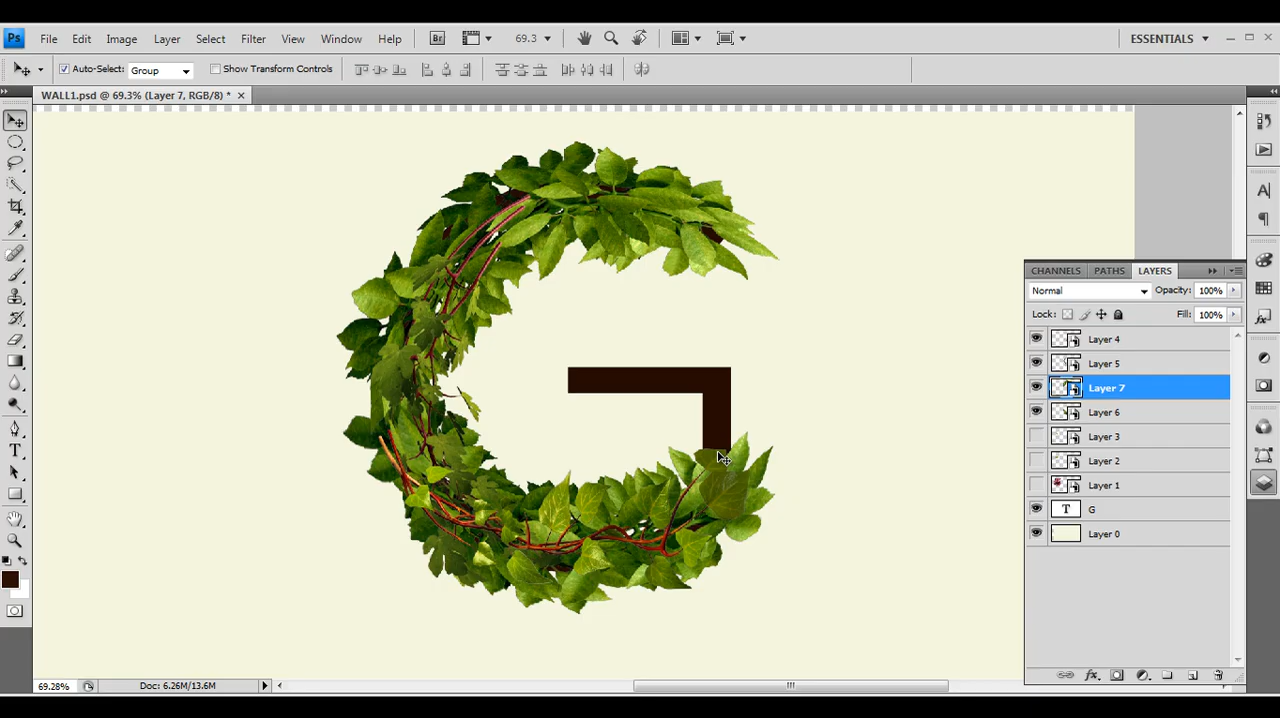 Ps File Edit Image Layer Select Filter View Window Help Br 69.3 ESSENTIALS
Auto-Select: Group Show Transform Controls
WALL1.psd @ 69.3% (Layer 7, RGB/8) *
G
CHANNELS PATHS LAYERS
Normal Opacity: 100%
Lock: Fill: 100%
Layer 4
Layer 5
Layer 7
Layer 6
Layer 3
Layer 2
Layer 1
T G
Layer 0
69.28% Doc: 6.26M/13.6M